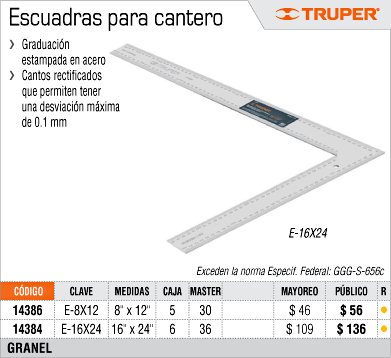 Escuadras para cantero
TRUPER®
› Graduación
estampada en acero
› Cantos rectificados
que permiten tener
una desviación máxima
de 0.1 mm
E-16X24
Exceden la norma Especif. Federal: GGG-S-656c
CÓDIGO CLAVE MEDIDAS CAJA MASTER MAYOREO PÚBLICO R
14386 E-8X12 8" x 12" 5 30 $ 46 $ 56
14384 E-16X24 16" x 24" 6 36 $ 109 $ 136
GRANEL